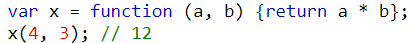 var x = function (a, b) {return a * b};
x(4, 3); // 12